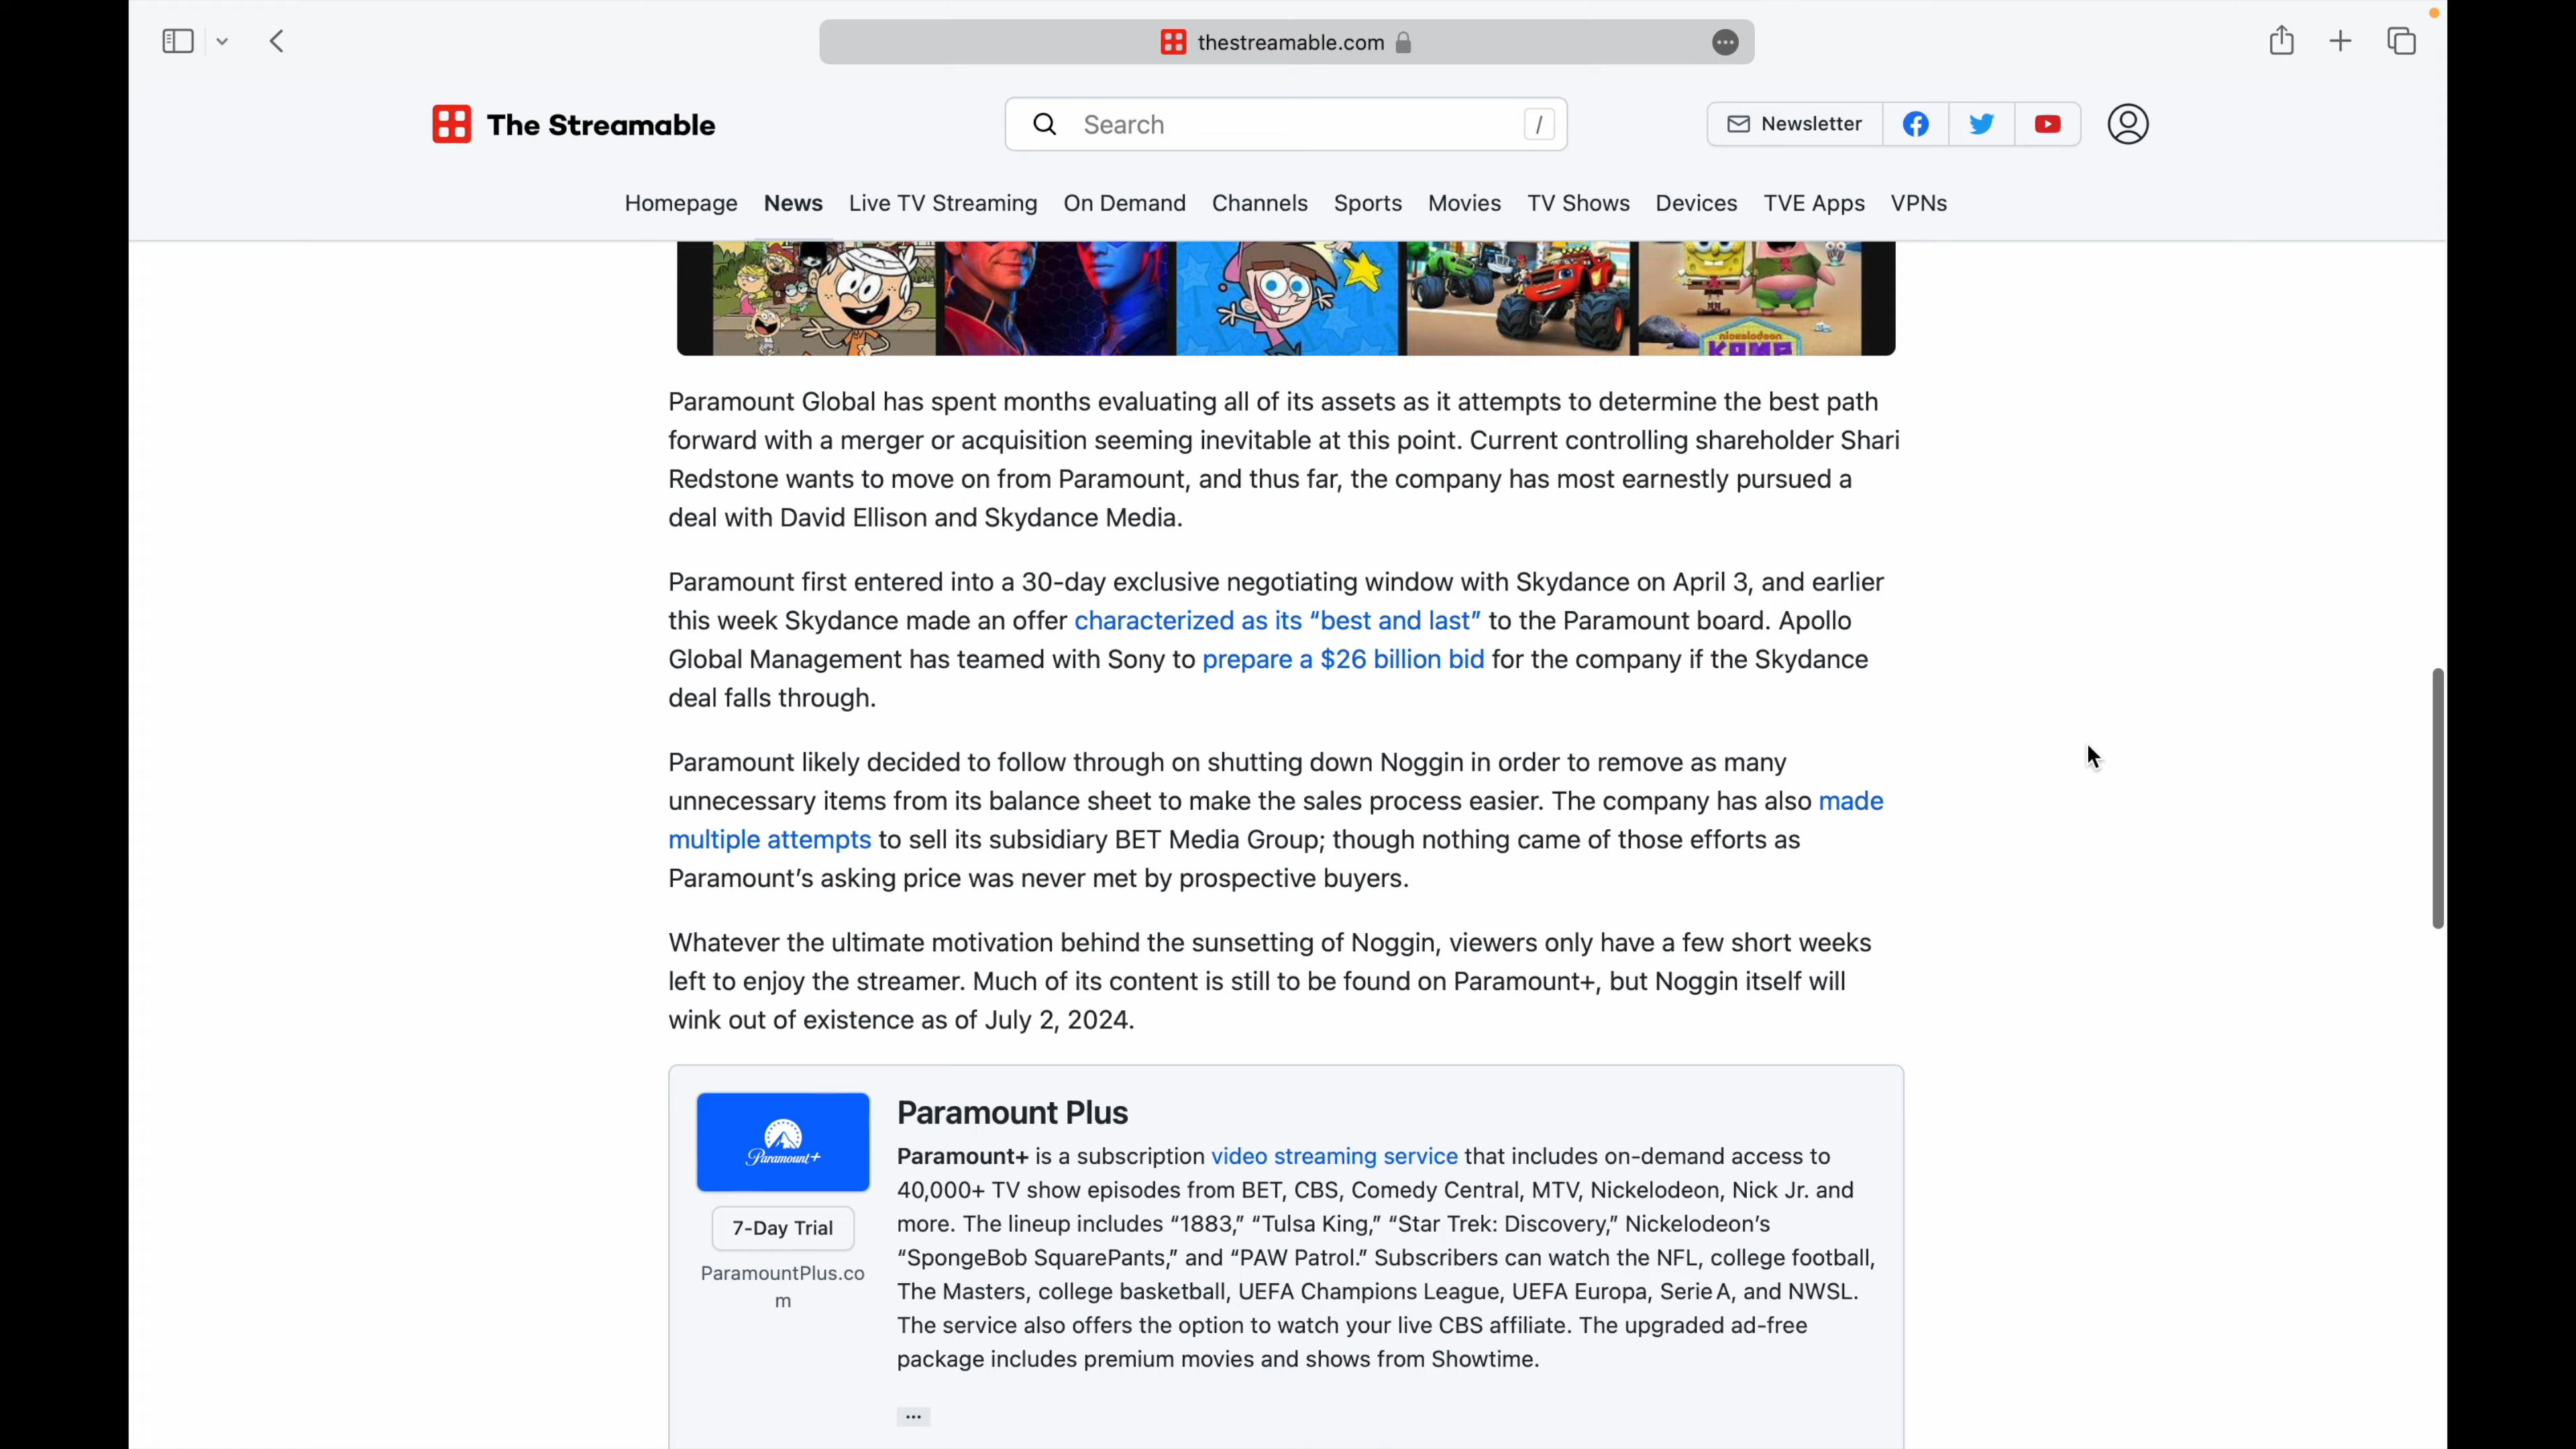 thestreamable.com
The Streamable
Search
/
Newsletter
Homepage News Live TV Streaming On Demand Channels Sports Movies TV Shows Devices TVE Apps VPNs
nickelodeon
Paramount Global has spent months evaluating all of its assets as it attempts to determine the best path
forward with a merger or acquisition seeming inevitable at this point. Current controlling shareholder Shari
Redstone wants to move on from Paramount, and thus far, the company has most earnestly pursued a
deal with David Ellison and Skydance Media.
Paramount first entered into a 30-day exclusive negotiating window with Skydance on April 3, and earlier
this week Skydance made an offer characterized as its “best and last” to the Paramount board. Apollo
Global Management has teamed with Sony to prepare a $26 billion bid for the company if the Skydance
deal falls through.
Paramount likely decided to follow through on shutting down Noggin in order to remove as many
unnecessary items from its balance sheet to make the sales process easier. The company has also made
multiple attempts to sell its subsidiary BET Media Group; though nothing came of those efforts as
Paramount’s asking price was never met by prospective buyers.
Whatever the ultimate motivation behind the sunsetting of Noggin, viewers only have a few short weeks
left to enjoy the streamer. Much of its content is still to be found on Paramount+, but Noggin itself will
wink out of existence as of July 2, 2024.
Paramount+
7-Day Trial
ParamountPlus.co
m
Paramount Plus
Paramount+ is a subscription video streaming service that includes on-demand access to
40,000+ TV show episodes from BET, CBS, Comedy Central, MTV, Nickelodeon, Nick Jr. and
more. The lineup includes “1883,” “Tulsa King,” “Star Trek: Discovery,” Nickelodeon’s
“SpongeBob SquarePants,” and “PAW Patrol.” Subscribers can watch the NFL, college football,
The Masters, college basketball, UEFA Champions League, UEFA Europa, Serie A, and NWSL.
The service also offers the option to watch your live CBS affiliate. The upgraded ad-free
package includes premium movies and shows from Showtime.
...